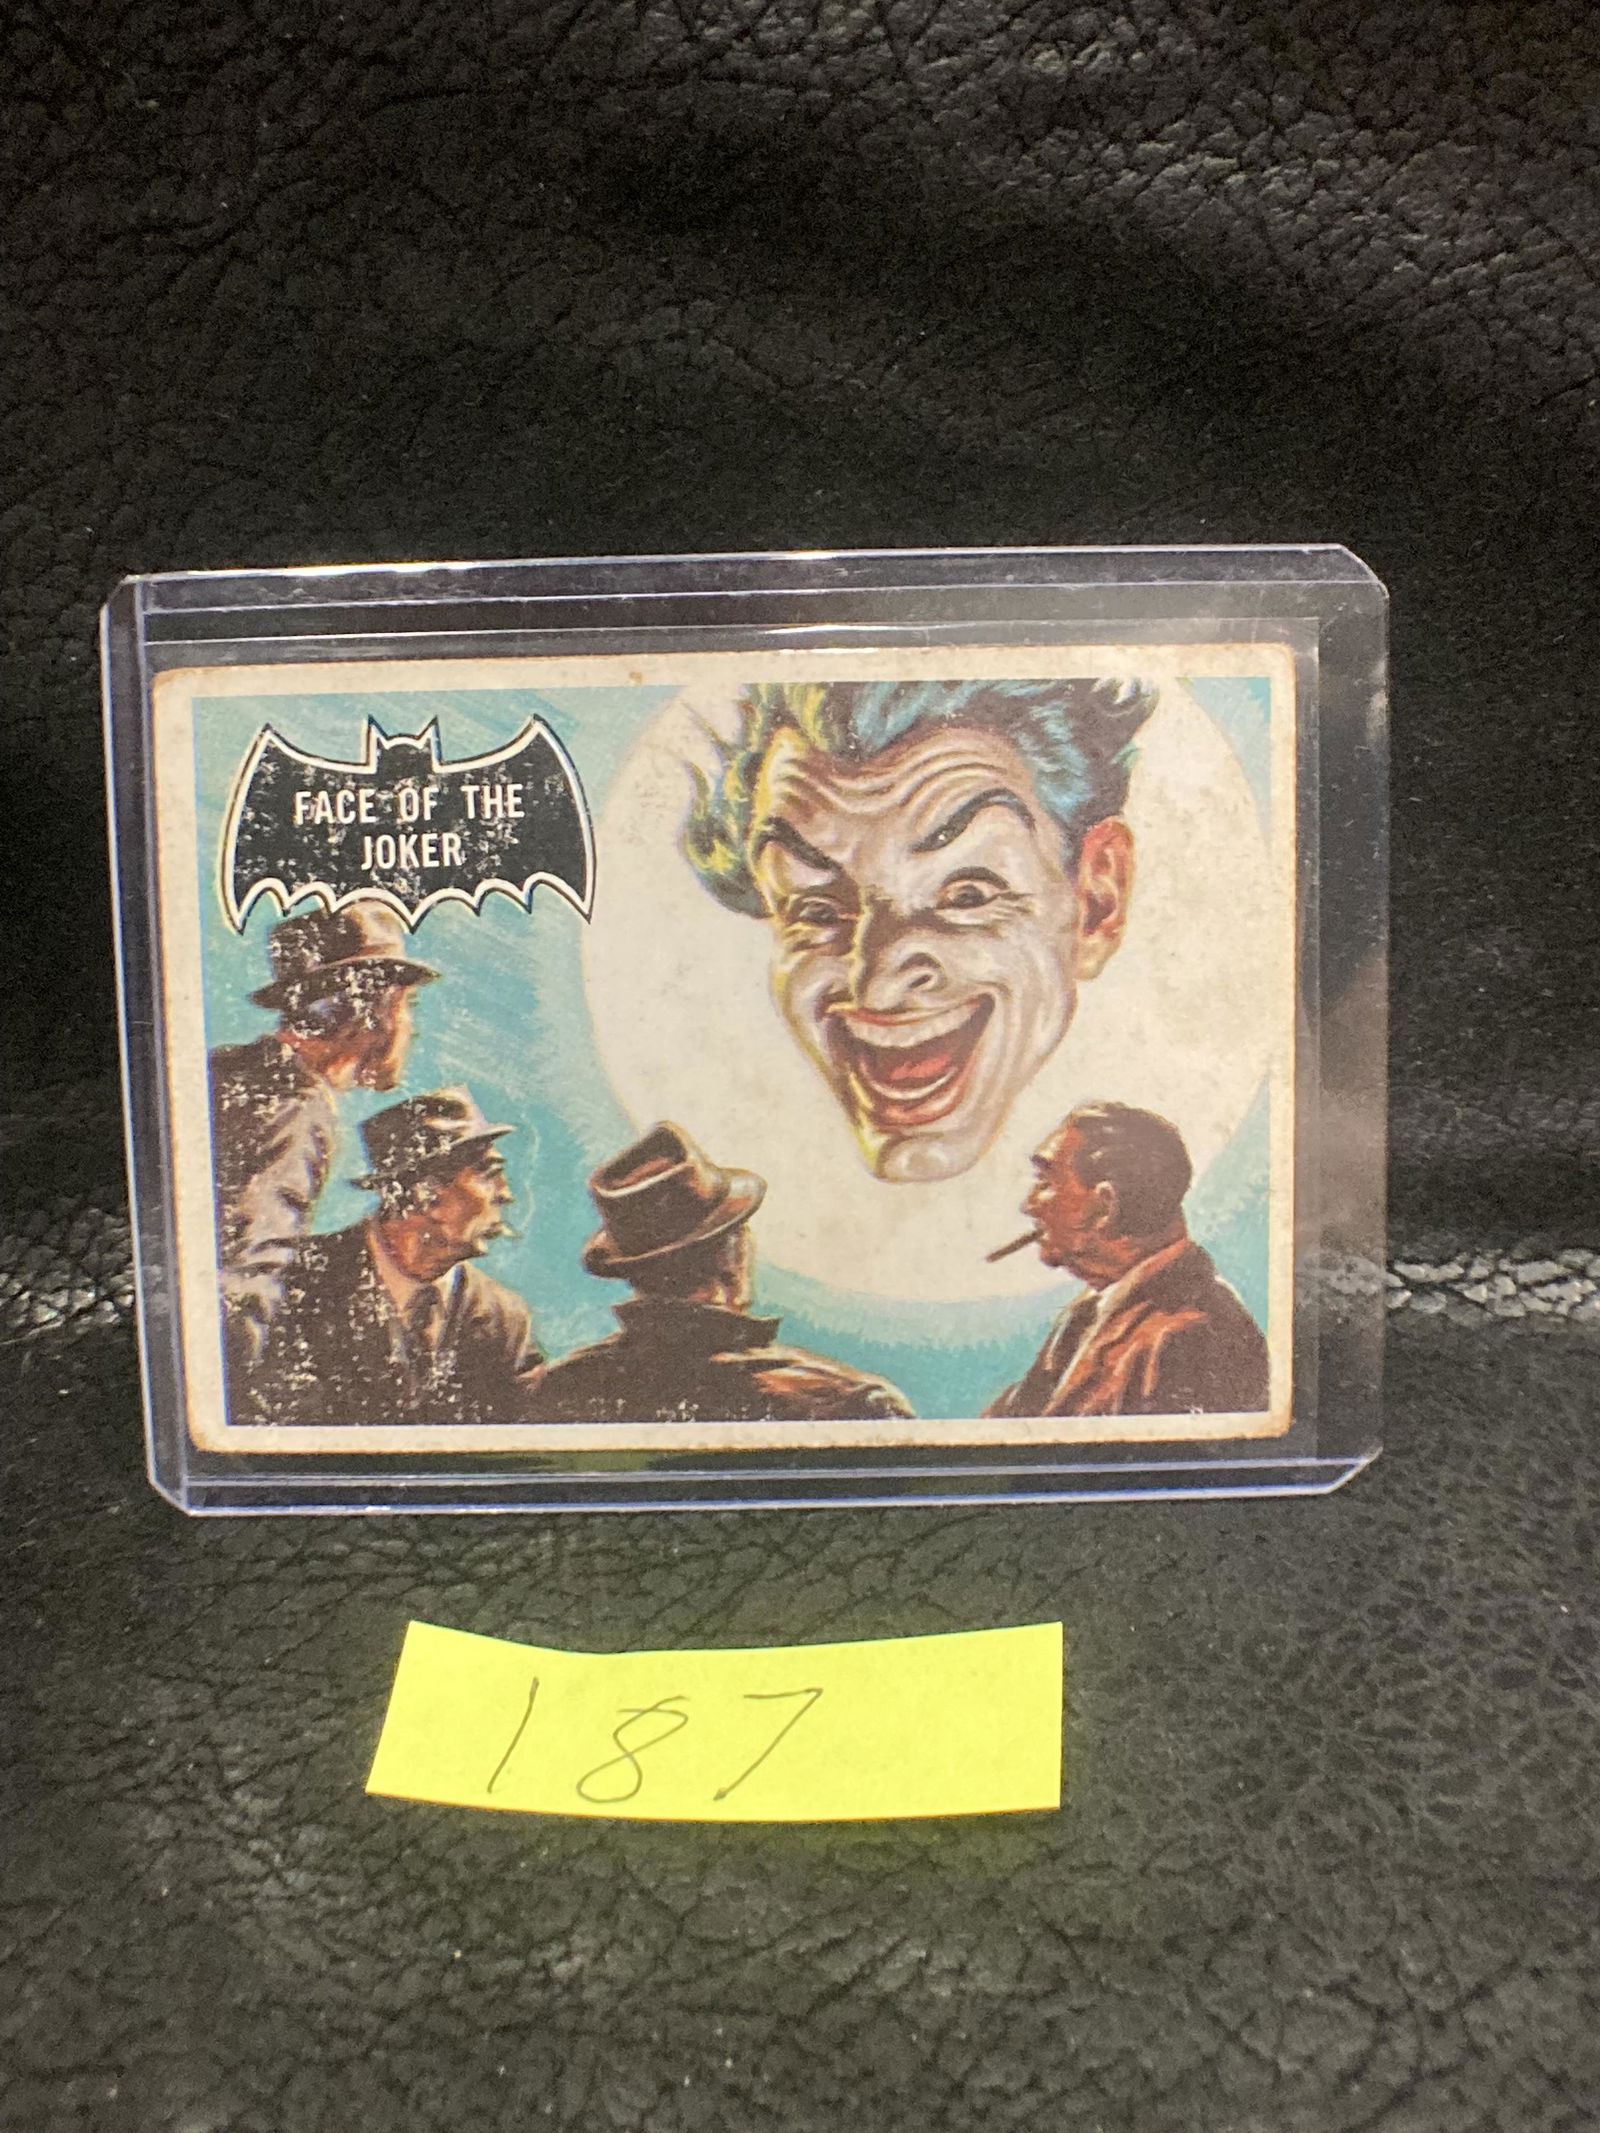 FACE OF THE
JOKER
187